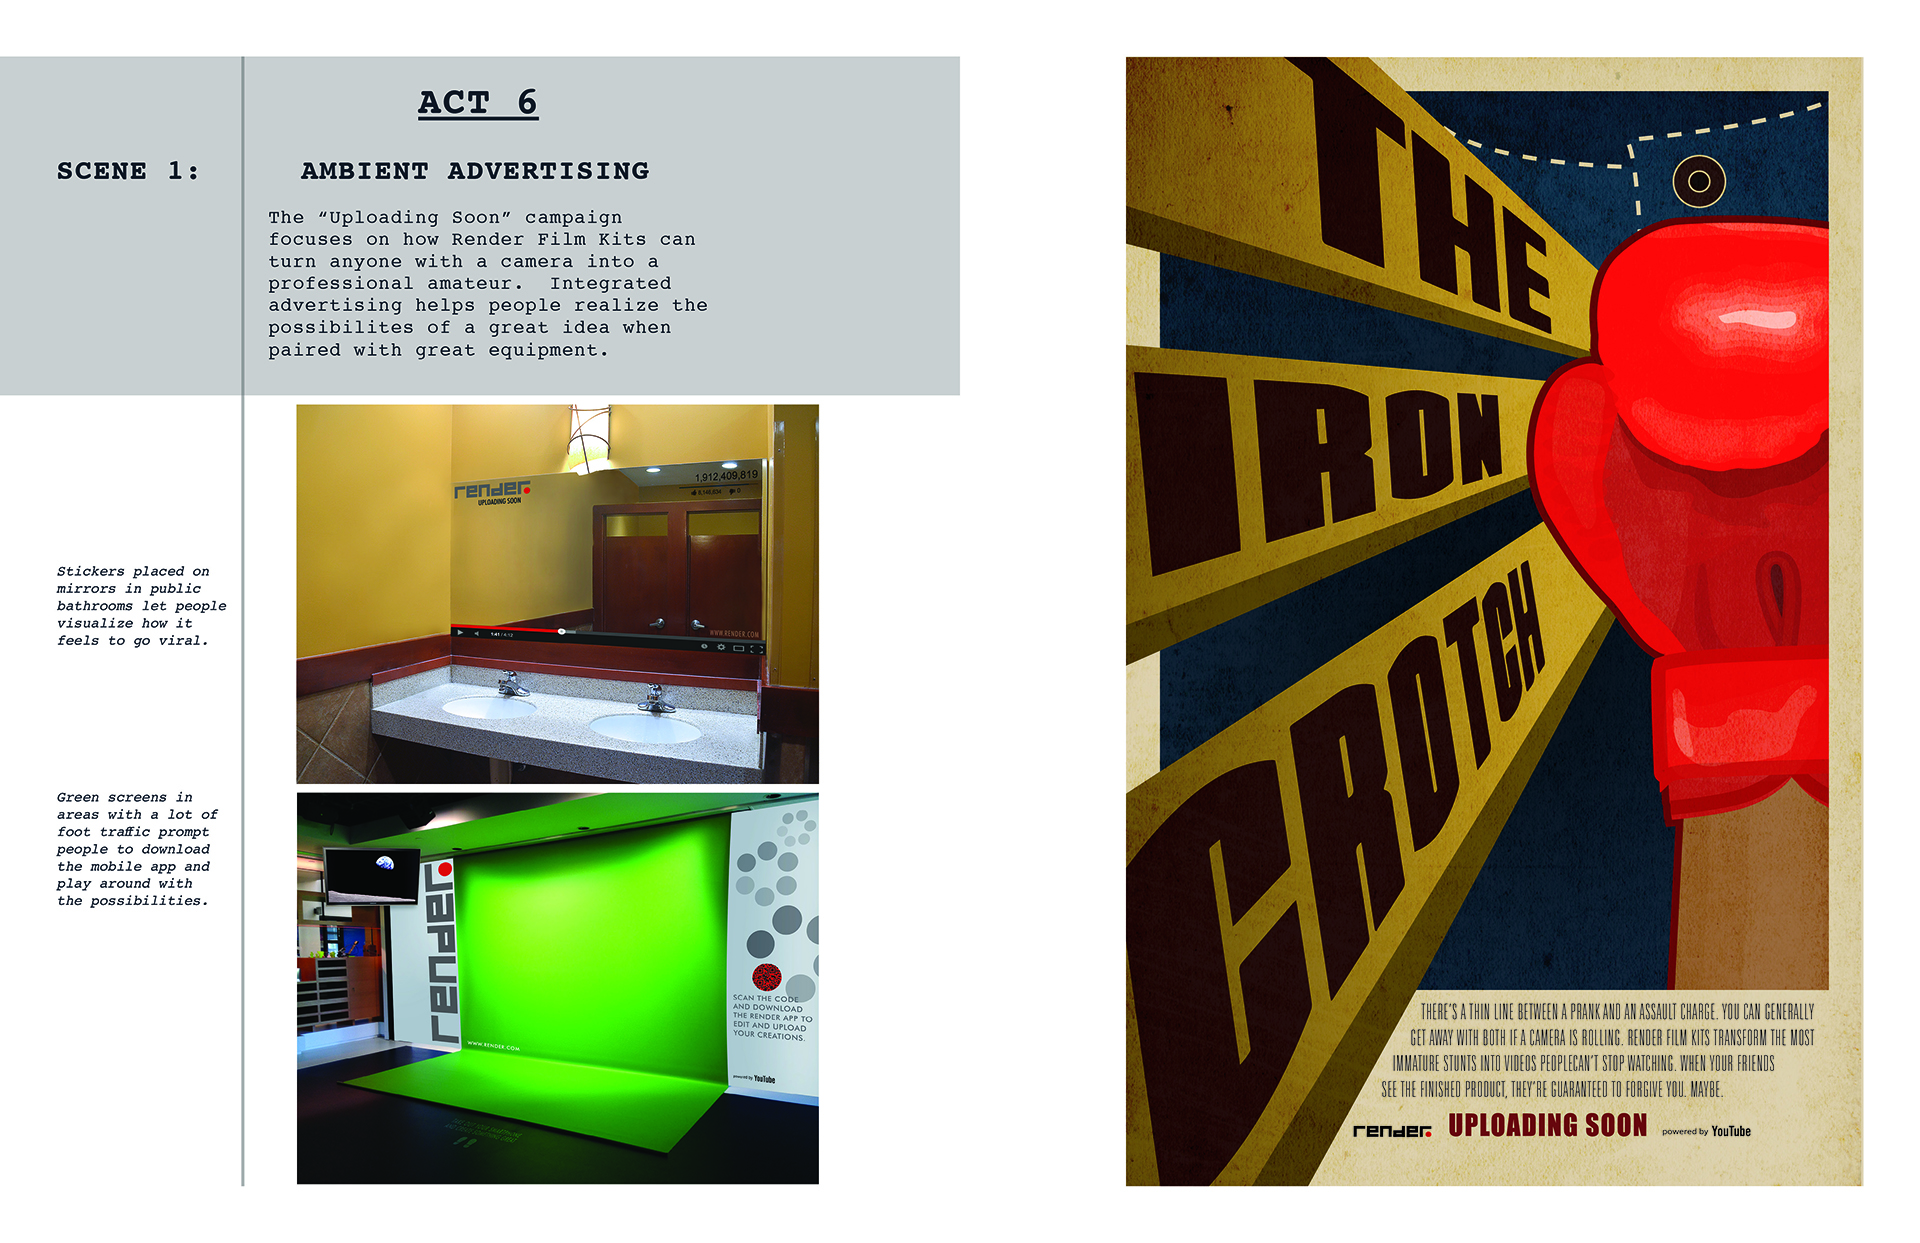 ACT 6
SCENE 1:
AMBIENT ADVERTISING
The “Uploading Soon” campaign
focuses on how Render Film Kits can
turn anyone with a camera into a
professional amateur.  Integrated
advertising helps people realize the
possibilites of a great idea when
paired with great equipment.
Stickers placed on
mirrors in public
bathrooms let people
visualize how it
feels to go viral.
render.
UPLOADING SOON
1,912,409,819
0
1:41 / 4:12
WWW.RENDER.COM
Green screens in
areas with a lot of
foot traffic prompt
people to download
the mobile app and
play around with
the possibilities.
render.
WWW.RENDER.COM
SCAN THE CODE
AND DOWNLOAD
THE RENDER APP TO
EDIT AND UPLOAD
YOUR CREATIONS.
powered by YouTube
THE
IRON
CROTCH
THERE'S A THIN LINE BETWEEN A PRANK AND AN ASSAULT CHARGE. YOU CAN GENERALLY
GET AWAY WITH BOTH IF A CAMERA IS ROLLING. RENDER FILM KITS TRANSFORM THE MOST
IMMATURE STUNTS INTO VIDEOS PEOPLECAN'T STOP WATCHING. WHEN YOUR FRIENDS
SEE THE FINISHED PRODUCT, THEY'RE GUARANTEED TO FORGIVE YOU. MAYBE.
render. UPLOADING SOON powered by YouTube